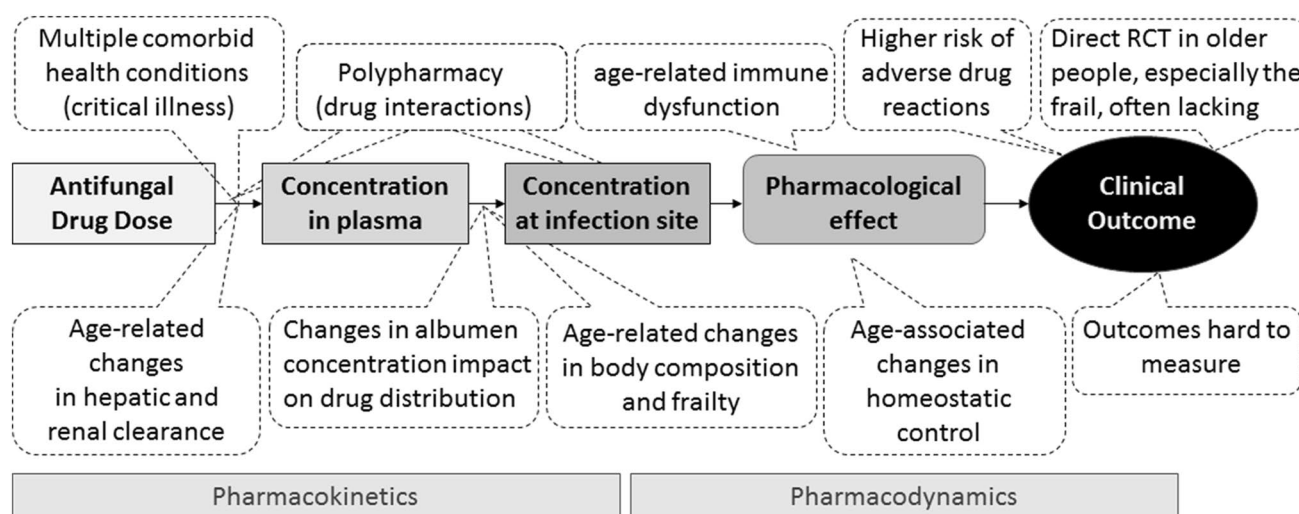 Multiple comorbid
health conditions
(critical illness)
Polypharmacy
(drug interactions)
age-related immune
dysfunction
Higher risk of
adverse drug
reactions
Direct RCT in older
people, especially the
frail, often lacking
Antifungal
Drug Dose
Concentration
in plasma
Concentration
at infection site
Pharmacological
effect
Clinical
Outcome
Age-related
changes
in hepatic and
renal clearance
Changes in albumen
concentration impact
on drug distribution
Age-related changes
in body composition
and frailty
Age-associated
changes in
homeostatic
control
Outcomes hard to
measure
Pharmacokinetics
Pharmacodynamics